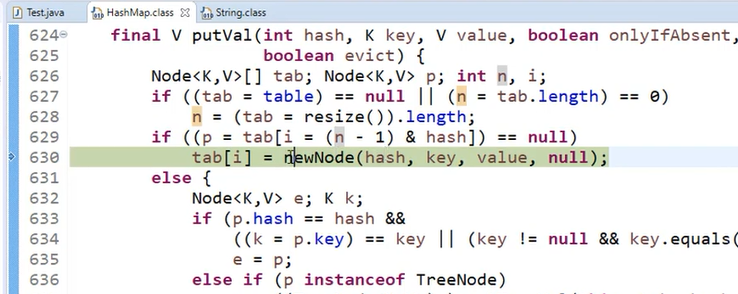 Test.java HashMap.class String.class
624 final V putVal(int hash, K key, V value, boolean onlyIfAbsent,
625 boolean evict) {
626 Node<K,V>[] tab; Node<K,V> p; int n, i;
627 if ((tab = table) == null || (n = tab.length) == 0)
628 n = (tab = resize()).length;
629 if ((p = tab[i = (n - 1) & hash]) == null)
630 tab[i] = newNode(hash, key, value, null);
631 else {
632 Node<K,V> e; K k;
633 if (p.hash == hash &&
634 ((k = p.key) == key || (key != null && key.equals(
635 e = p;
636 else if (p instanceof TreeNode)